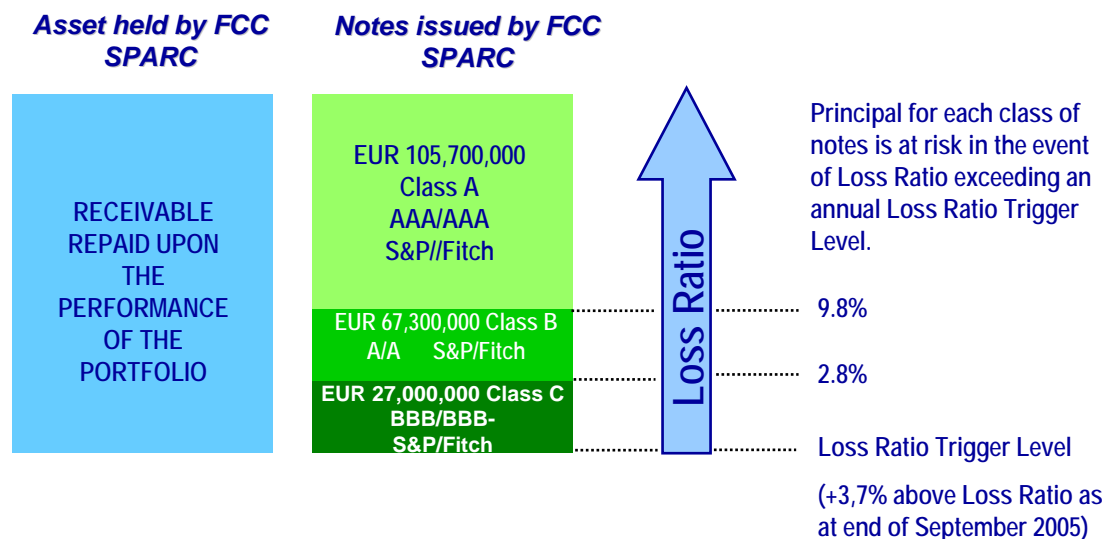 Asset held by FCC
SPARC
Notes issued by FCC
SPARC
RECEIVABLE
REPAID UPON
THE
PERFORMANCE
OF THE
PORTFOLIO
EUR 105,700,000
Class A
AAA/AAA
S&P//Fitch
EUR 67,300,000 Class B
A/A S&P/Fitch
EUR 27,000,000 Class C
BBB/BBB-
S&P/Fitch
Loss Ratio
Principal for each class of
notes is at risk in the event
of Loss Ratio exceeding an
annual Loss Ratio Trigger
Level.
9.8%
2.8%
Loss Ratio Trigger Level
(+3,7% above Loss Ratio as
at end of September 2005)